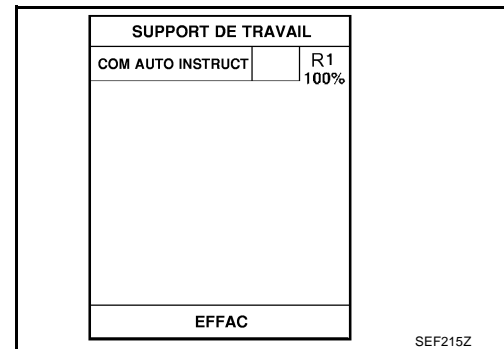 SUPPORT DE TRAVAIL
COM AUTO INSTRUCT R1
100%
EFFAC
SEF215Z